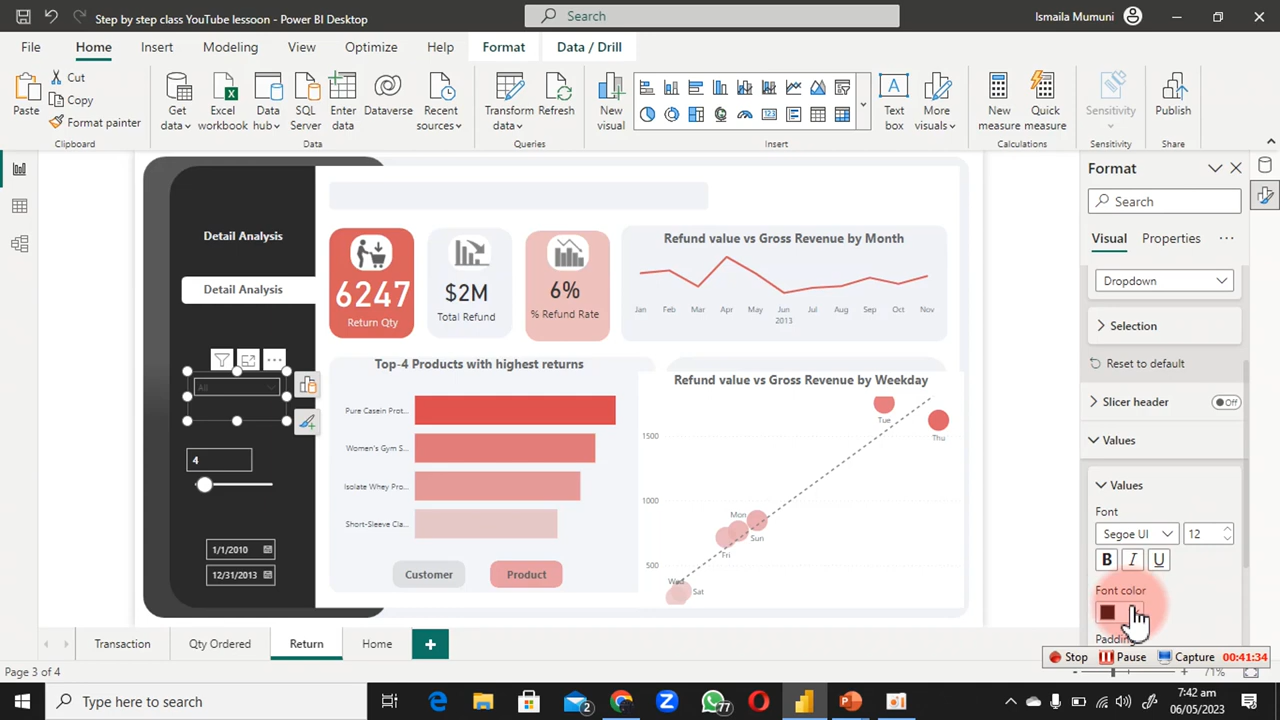 Step by step class YouTube lessoon - Power BI Desktop
Search
Ismaila Mumuni
File Home Insert Modeling View Optimize Help Format Data / Drill
Paste
Cut
Copy
Format painter
Clipboard
Get data
Excel workbook
Data hub
SQL Server
Enter data
Dataverse
Recent sources
Data
Transform data
Refresh
Queries
New visual
Text box
More visuals
Insert
New measure
Quick measure
Calculations
Sensitivity
Sensitivity
Publish
Share
Detail Analysis
Detail Analysis
All
4
1/1/2010
12/31/2013
6247
Return Qty
$2M
Total Refund
6%
% Refund Rate
Refund value vs Gross Revenue by Month
Jan Feb Mar Apr May Jun Jul Aug Sep Oct Nov
2013
Top-4 Products with highest returns
Pure Casein Prot...
Women's Gym S...
Isolate Whey Pro...
Short-Sleeve Cla...
Customer
Product
Refund value vs Gross Revenue by Weekday
1500
1000
500
Tue
Thu
Mon
Sun
Fri
Wed
Sat
Format
Search
Visual Properties
Dropdown
Selection
Reset to default
Slicer header
Off
Values
Values
Font
Segoe UI
12
B I U
Font color
Padding
Stop Pause Capture 00:41:34
Transaction Qty Ordered Return Home
Page 3 of 4
71%
Type here to search
2
77
7:42 am
06/05/2023